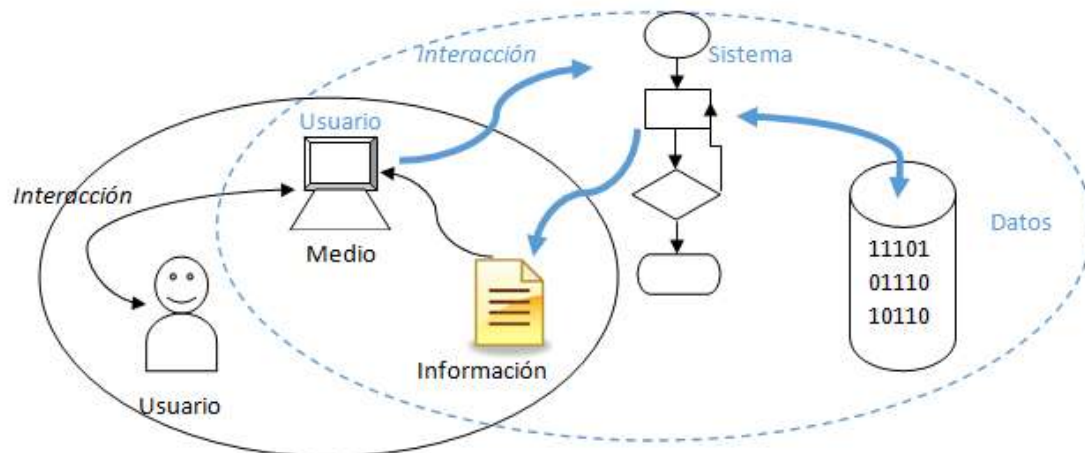 Interacción
Sistema
Usuario
Interacción
Medio
Datos
11101
01110
10110
Información
Usuario